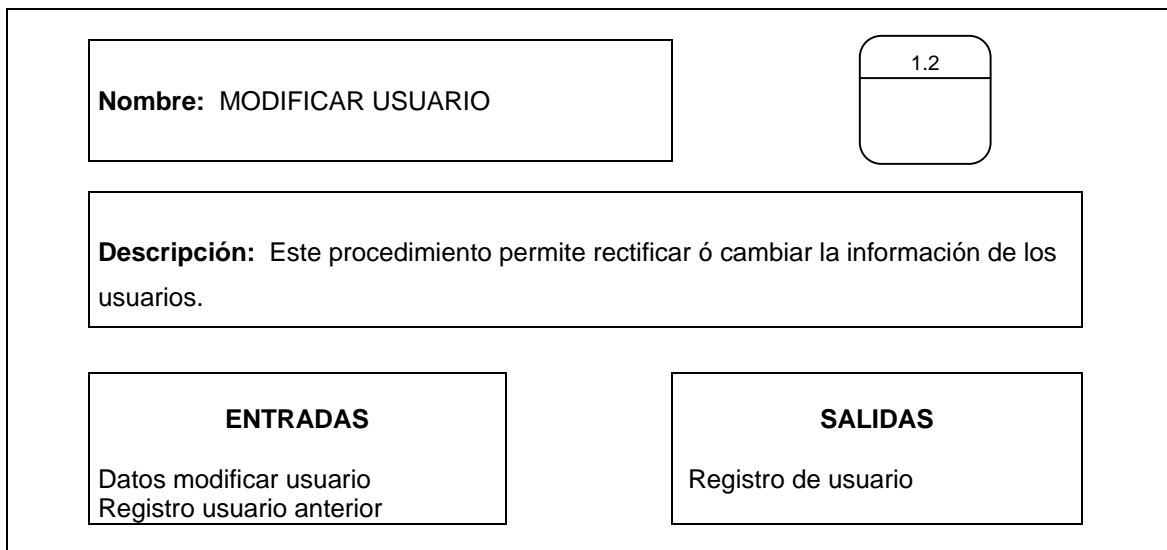 Nombre: MODIFICAR USUARIO
1.2
Descripción: Este procedimiento permite rectificar ó cambiar la información de los
usuarios.
ENTRADAS
Datos modificar usuario
Registro usuario anterior
SALIDAS
Registro de usuario